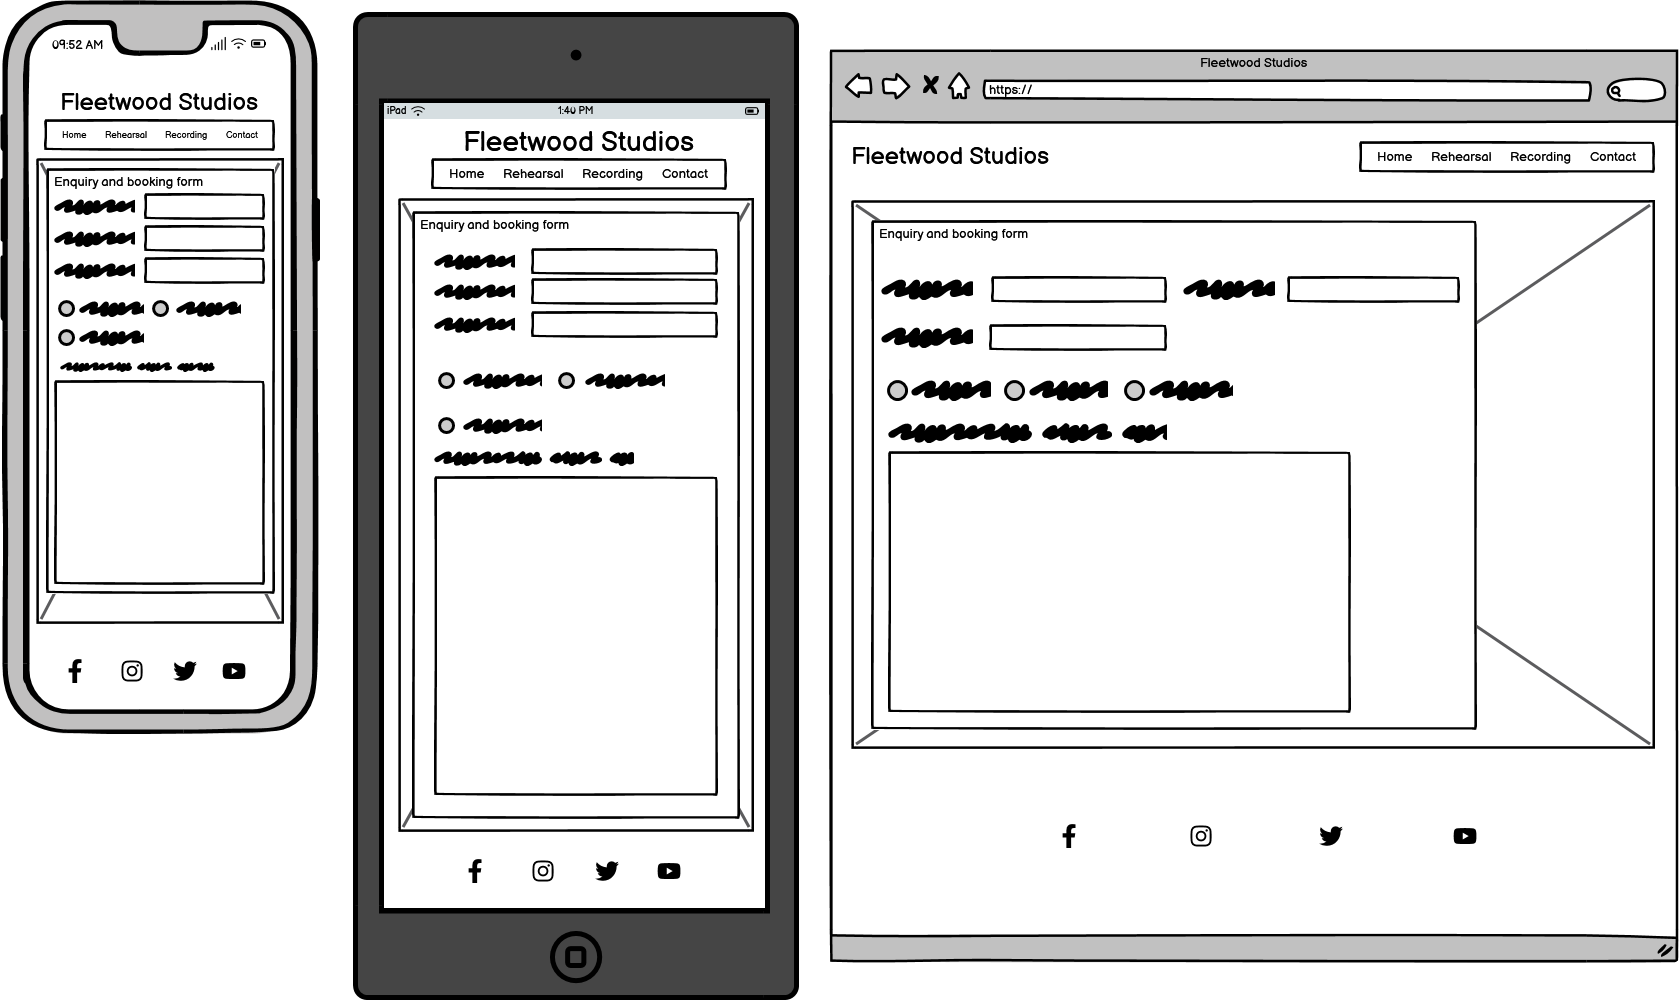 09:52 AM
Fleetwood Studios
Home Rehearsal Recording Contact
Enquiry and booking form
iPad 1:40 PM
Fleetwood Studios
Home Rehearsal Recording Contact
Enquiry and booking form
Fleetwood Studios
https://
Fleetwood Studios
Home Rehearsal Recording Contact
Enquiry and booking form